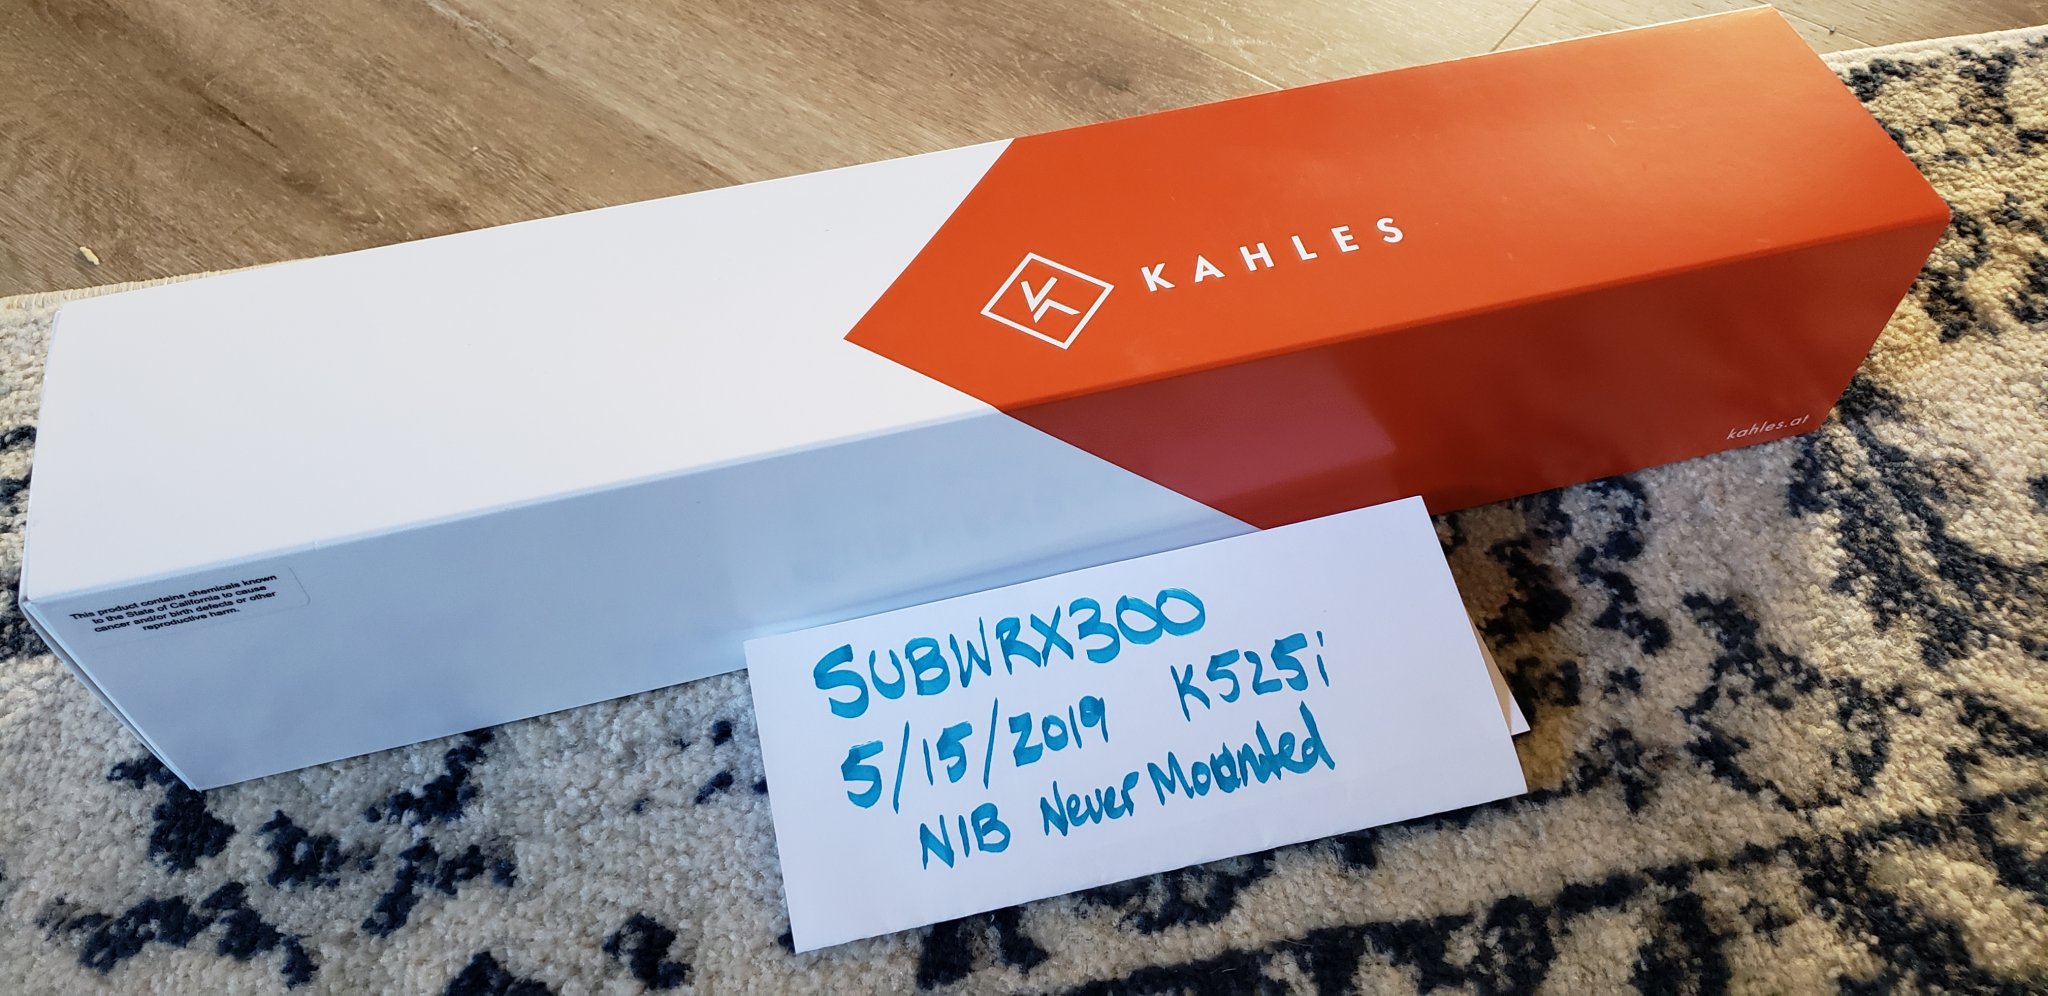 KAHLES
kahles.at
This product contains chemicals known
to the State of California to cause
cancer and/or birth defects or other
reproductive harm.
SUBWRX300
5/15/2019 K525i
NIB Never Mounted